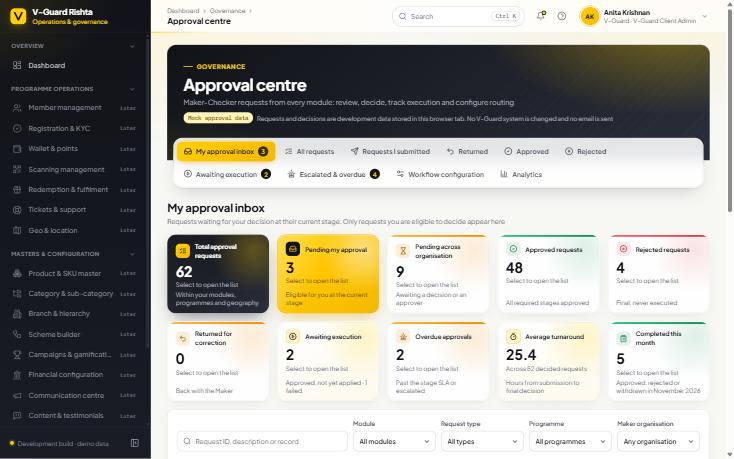 V-Guard Rishta
Operations & governance
OVERVIEW
Dashboard
PROGRAMME OPERATIONS
Member management Later
Registration & KYC Later
Wallet & points Later
Scanning management Later
Redemption & fulfilment Later
Tickets & support Later
Geo & location Later
MASTERS & CONFIGURATION
Product & SKU master Later
Category & sub-category Later
Branch & hierarchy Later
Scheme builder Later
Campaigns & gamificati... Later
Financial configuration Later
Communication centre Later
Content & testimonials Later
Development build · demo data
Dashboard > Governance >
Approval centre
Search Ctrl K
AK
Anita Krishnan
V-Guard · V-Guard Client Admin
GOVERNANCE
Approval centre
Maker-Checker requests from every module: review, decide, track execution and configure routing
Mock approval data Requests and decisions are development data stored in this browser tab. No V-Guard system is changed and no email is sent
My approval inbox 3 All requests Requests I submitted Returned Approved Rejected
Awaiting execution 2 Escalated & overdue 4 Workflow configuration Analytics
My approval inbox
Requests waiting for your decision at their current stage. Only requests you are eligible to decide appear here
Total approval requests
62
Select to open the list
Within your modules, programmes and geography
Pending my approval
3
Select to open the list
Eligible for you at the current stage
Pending across organisation
9
Select to open the list
Awaiting a decision or an approver
Approved requests
48
Select to open the list
All required stages approved
Rejected requests
4
Select to open the list
Final: never executed
Returned for correction
0
Select to open the list
Back with the Maker
Awaiting execution
2
Select to open the list
Approved, not yet applied · 1 failed
Overdue approvals
2
Select to open the list
Past the stage SLA or escalated
Average turnaround
25.4
Across 52 decided requests
Hours from submission to final decision
Completed this month
5
Select to open the list
Approved, rejected or withdrawn in November 2026
Module Request type Programme Maker organisation
Request ID, description or record All modules All types All programmes Any organisation